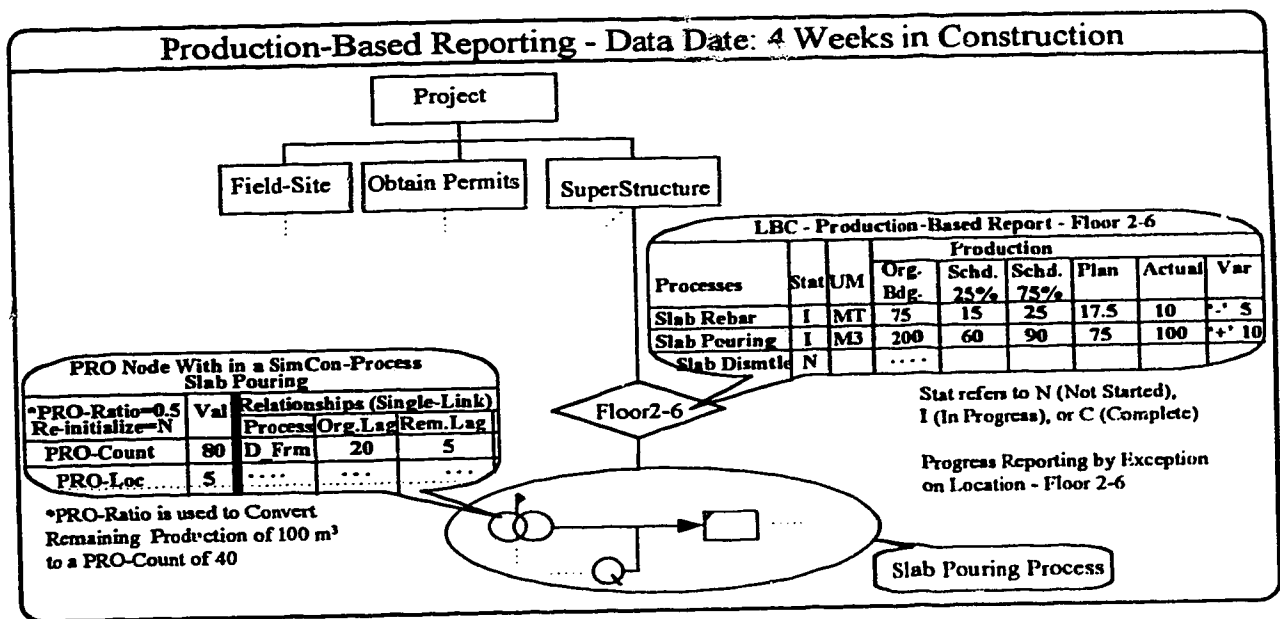 Production-Based Reporting - Data Date: 4 Weeks in Construction
Project
Field-Site
Obtain Permits
SuperStructure
LBC - Production-Based Report - Floor 2-6
Production
Processes Stat UM Org. Bdg. Schd. 25% Schd. 75% Plan Actual Var
Slab Rebar I MT 75 15 25 17.5 10 '-' 5
Slab Pouring I M3 200 60 90 75 100 '+' 10
Slab Dismtle N ....
PRO Node With in a SimCon-Process
Slab Pouring
*PRO-Ratio=0.5 Val Relationships (Single-Link)
Re-initialize=N Process Org.Lag Rem.Lag
PRO-Count 80 D_Frm 20 5
PRO-Loc 5 .... ... ...
Floor2-6
Stat refers to N (Not Started),
I (In Progress), or C (Complete)
Progress Reporting by Exception
on Location - Floor 2-6
*PRO-Ratio is used to Convert
Remaining Production of 100 m³
to a PRO-Count of 40
Slab Pouring Process